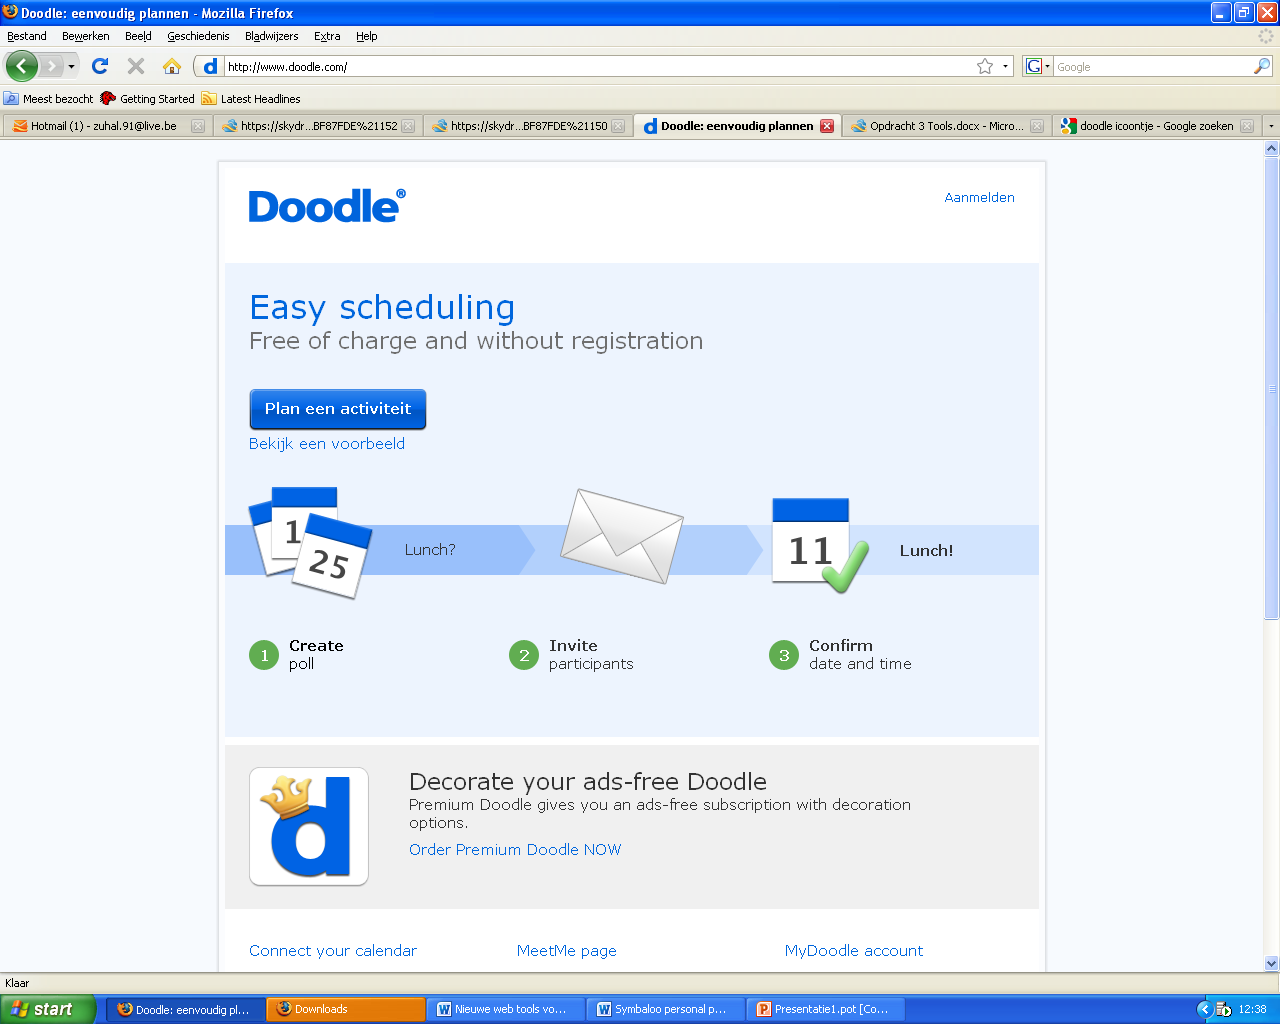 Doodle: eenvoudig plannen - Mozilla Firefox
Bestand Bewerken Beeld Geschiedenis Bladwijzers Extra Help
http://www.doodle.com/ Google
Meest bezocht Getting Started Latest Headlines
Hotmail (1) - zuhal.91@live.be https://skydr...BF87FDE%21152 https://skydr...BF87FDE%21150 Doodle: eenvoudig plannen Opdracht 3 Tools.docx - Micro... doodle icoontje - Google zoeken
Doodle®
Aanmelden
Easy scheduling
Free of charge and without registration
Plan een activiteit
Bekijk een voorbeeld
1
25
Lunch?
11
Lunch!
1 Create
poll
2 Invite
participants
3 Confirm
date and time
d
Decorate your ads-free Doodle
Premium Doodle gives you an ads-free subscription with decoration
options.
Order Premium Doodle NOW
Connect your calendar MeetMe page MyDoodle account
Klaar
start Doodle: eenvoudig pl... Downloads Nieuwe web tools vo... Symbaloo personal p... Presentatie1.pot [Co... 12:38